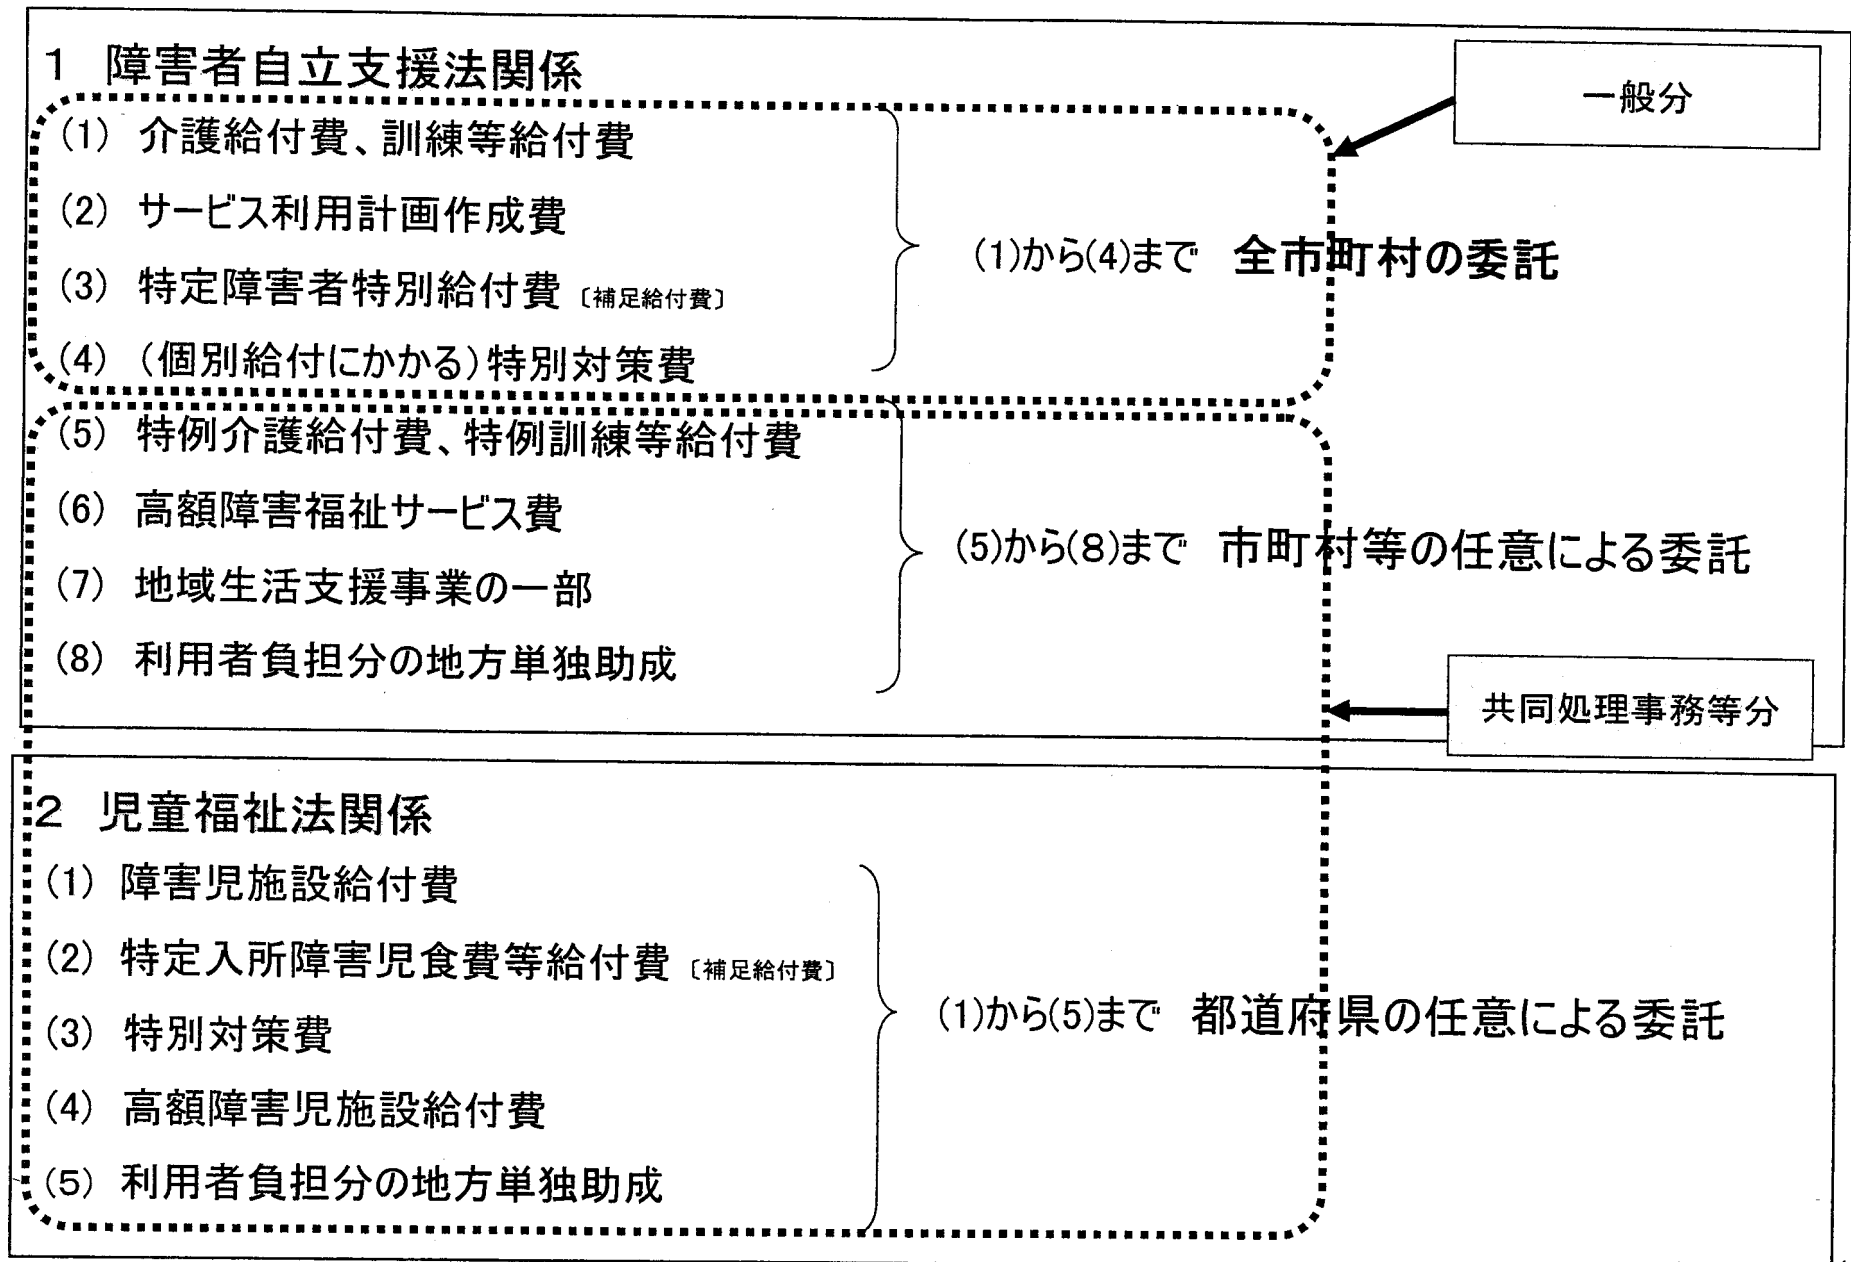 1 障害者自立支援法関係
一般分
(1) 介護給付費、訓練等給付費
(2) サービス利用計画作成費
(1)から(4)まで 全市町村の委託
(3) 特定障害者特別給付費〔補足給付費〕
(4) (個別給付にかかる)特別対策費
(5) 特例介護給付費、特例訓練等給付費
(6) 高額障害福祉サービス費
(5)から(8)まで 市町村等の任意による委託
(7) 地域生活支援事業の一部
(8) 利用者負担分の地方単独助成
共同処理事務等分
2 児童福祉法関係
(1) 障害児施設給付費
(2) 特定入所障害児食費等給付費〔補足給付費〕
(1)から(5)まで 都道府県の任意による委託
(3) 特別対策費
(4) 高額障害児施設給付費
(5) 利用者負担分の地方単独助成